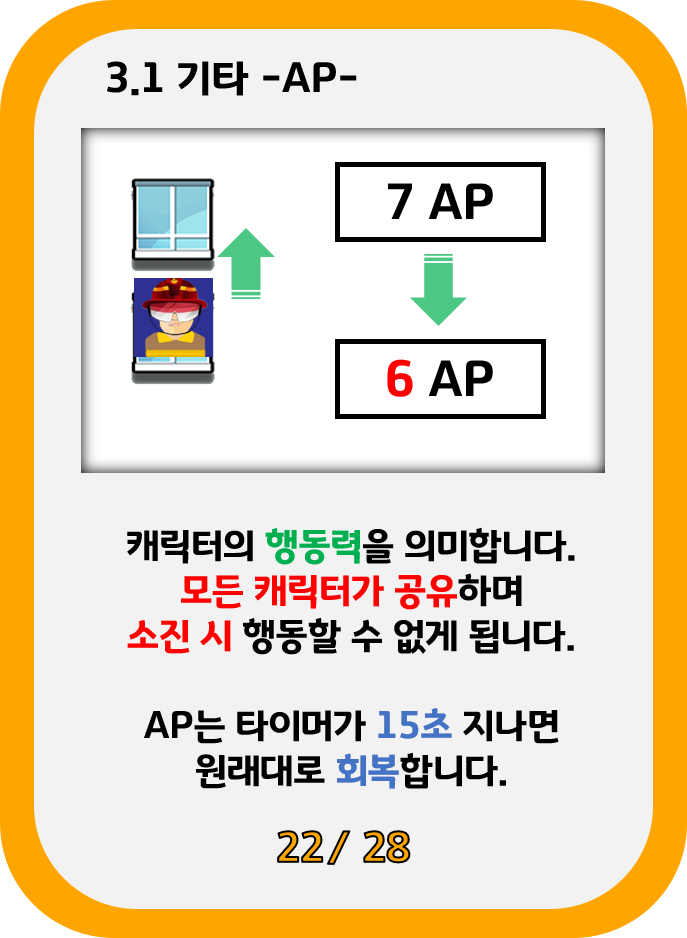 3.1 기타 -AP-
7 AP
6 AP
캐릭터의 행동력을 의미합니다.
모든 캐릭터가 공유하며
소진 시 행동할 수 없게 됩니다.
AP는 타이머가 15초 지나면
원래대로 회복합니다.
22/ 28